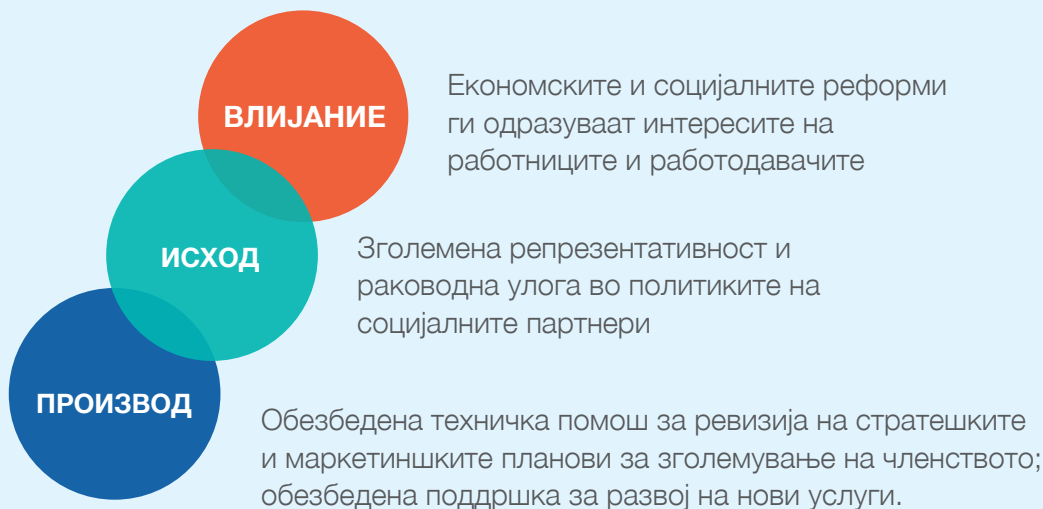 ВЛИЈАНИЕ
Економските и социјалните реформи
ги одразуваат интересите на
работниците и работодавачите
ИСХОД
Зголемена репрезентативност и
раководна улога во политиките на
социјалните партнери
ПРОИЗВОД
Обезбедена техничка помош за ревизија на стратешките
и маркетиншките планови за зголемување на членството;
обезбедена поддршка за развој на нови услуги.